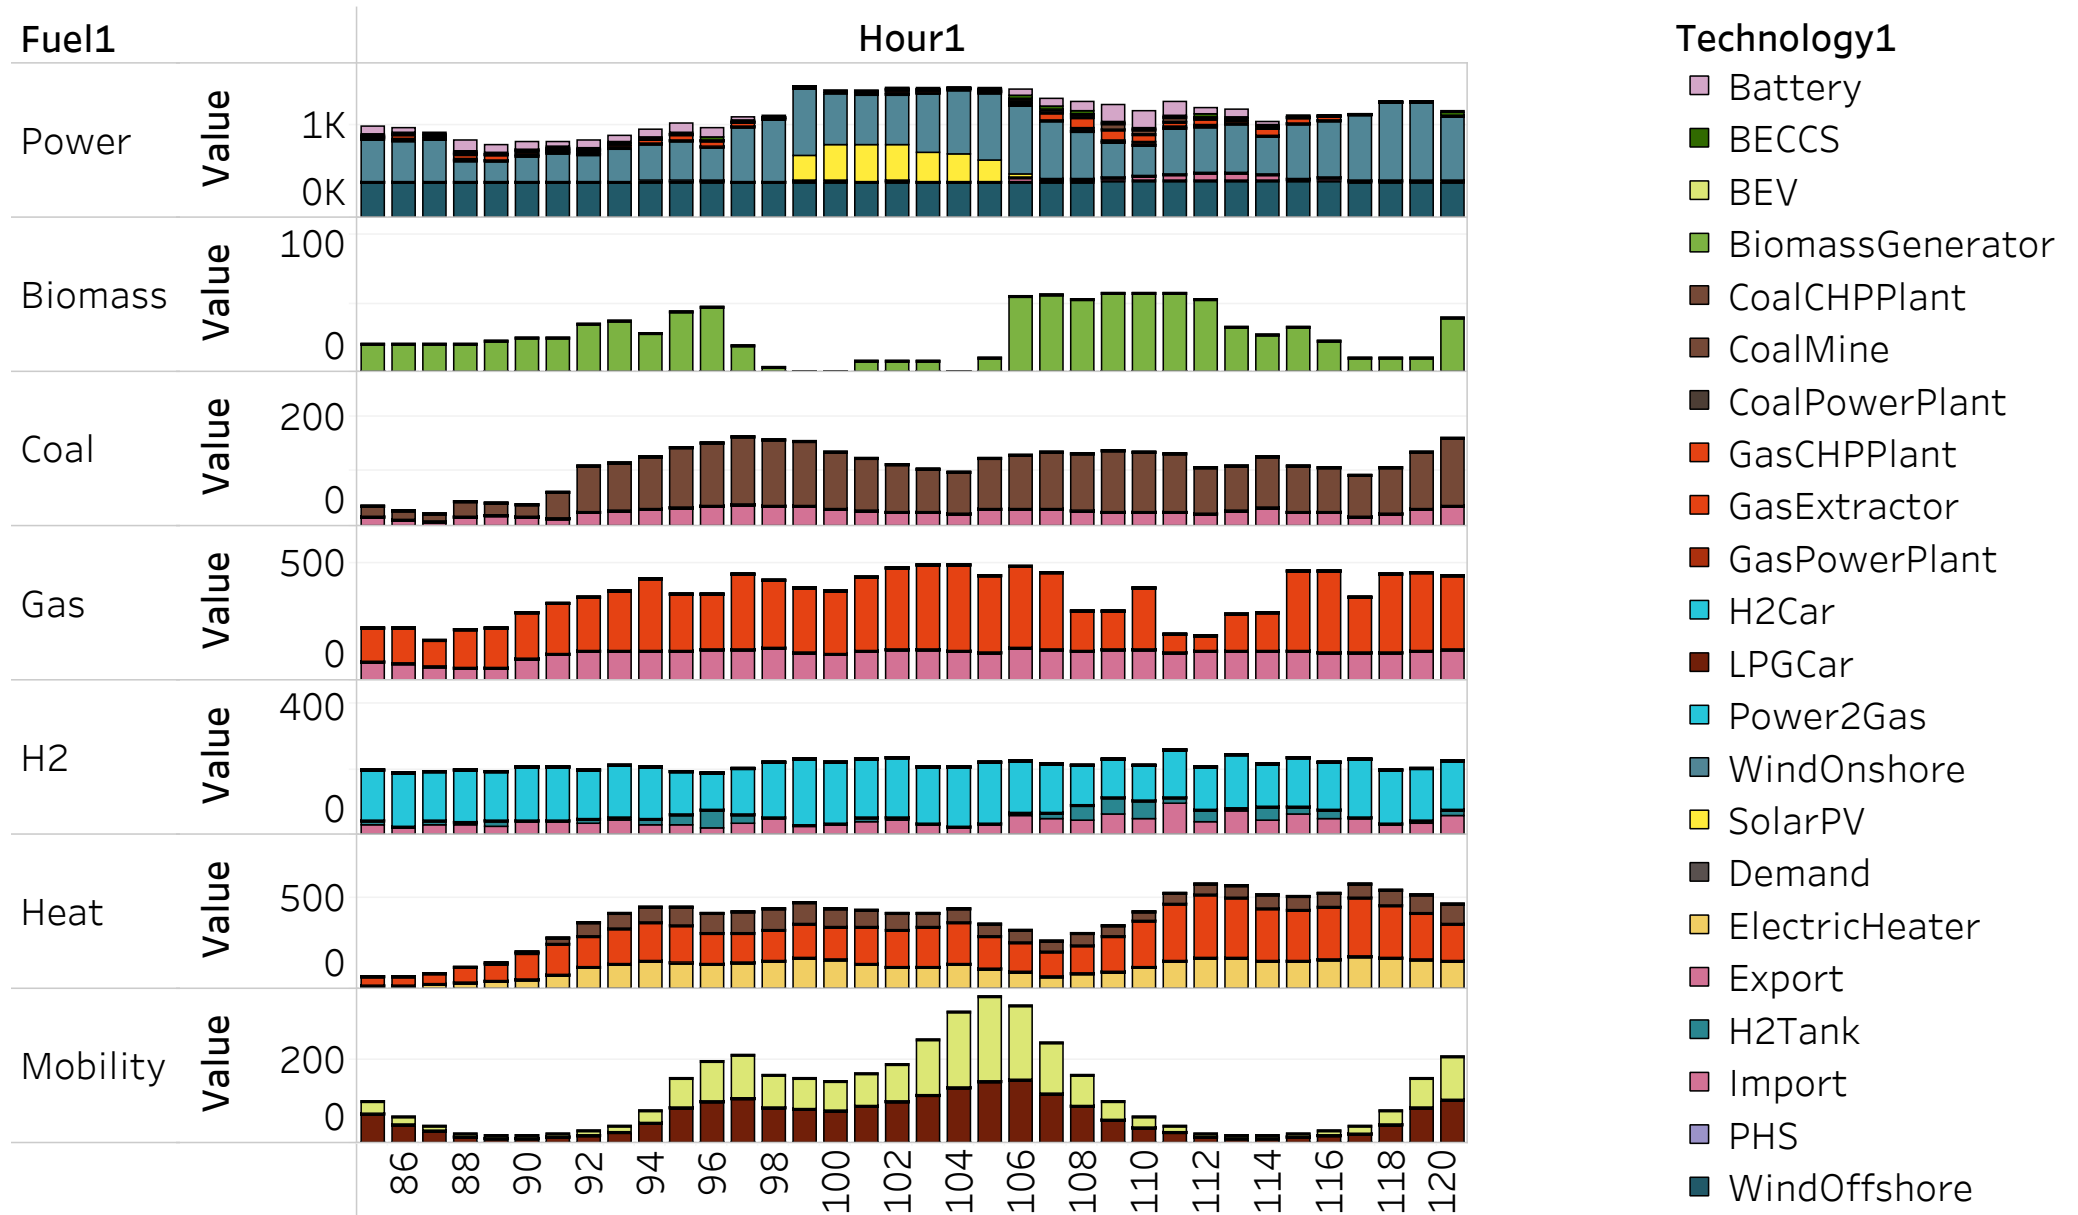 Fuel1
Hour1
Technology1
Power
Value
1K
0K
Biomass
Value
100
0
Coal
Value
200
0
Gas
Value
500
0
H2
Value
400
0
Heat
Value
500
0
Mobility
Value
200
0
86 88 90 92 94 96 98 100 102 104 106 108 110 112 114 116 118 120
Battery
BECCS
BEV
BiomassGenerator
CoalCHPPlant
CoalMine
CoalPowerPlant
GasCHPPlant
GasExtractor
GasPowerPlant
H2Car
LPGCar
Power2Gas
WindOnshore
SolarPV
Demand
ElectricHeater
Export
H2Tank
Import
PHS
WindOffshore